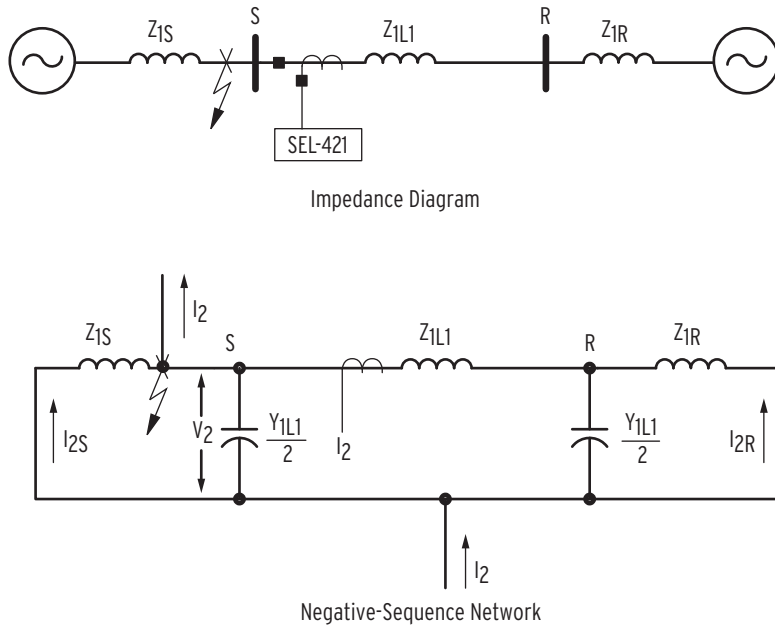 Z1S
S
Z1L1
R
Z1R
SEL-421
Impedance Diagram
I2
Z1S
S
Z1L1
R
Z1R
I2S
V2
Y1L1
2
I2
Y1L1
2
I2R
I2
Negative-Sequence Network